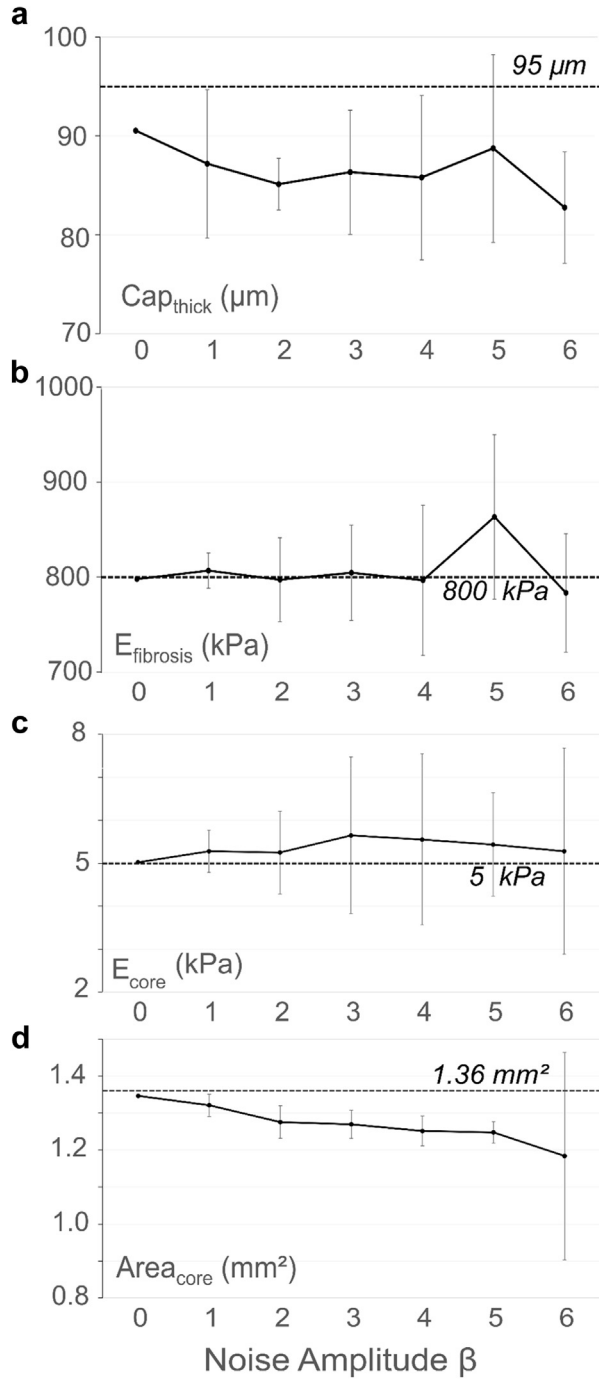 a
100
95 µm
90
80
Cap_thick (µm)
70
0 1 2 3 4 5 6
b
1000
900
800
800 kPa
E_fibrosis (kPa)
700
0 1 2 3 4 5 6
c
8
5
5 kPa
E_core (kPa)
2
0 1 2 3 4 5 6
d
1.4
1.36 mm²
1.2
1.0
Area_core (mm²)
0.8
0 1 2 3 4 5 6
Noise Amplitude β